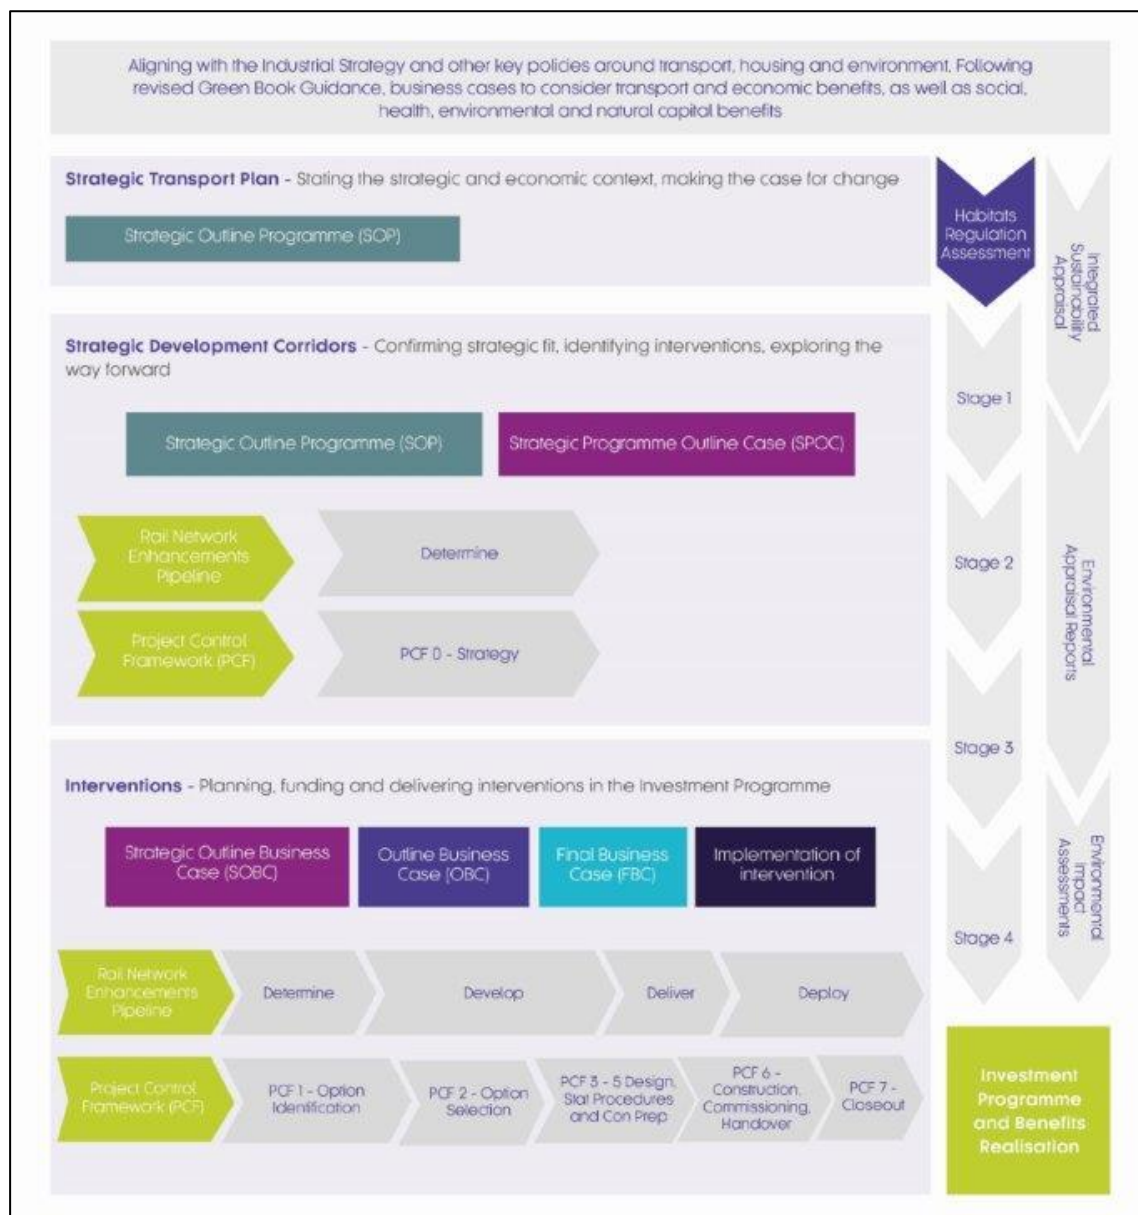 Aligning with the Industrial Strategy and other key policies around transport, housing and environment. Following
revised Green Book Guidance, business cases to consider transport and economic benefits, as well as social,
health, environmental and natural capital benefits
Strategic Transport Plan - Stating the strategic and economic context, making the case for change
Strategic Outline Programme (SOP)
Habitats
Regulation
Assessment
Integrated
Sustainability
Appraisal
Strategic Development Corridors - Confirming strategic fit, identifying interventions, exploring the
way forward
Stage 1
Strategic Outline Programme (SOP)
Strategic Programme Outline Case (SPOC)
Rail Network
Enhancements
Pipeline
Determine
Stage 2
Environmental
Appraisal Reports
Project Control
Framework (PCF)
PCF 0 - Strategy
Stage 3
Interventions - Planning, funding and delivering interventions in the Investment Programme
Strategic Outline Business
Case (SOBC)
Outline Business
Case (OBC)
Final Business
Case (FBC)
Implementation of
intervention
Environmental
Impact
Assessments
Stage 4
Rail Network
Enhancements
Pipeline
Determine
Develop
Deliver
Deploy
Project Control
Framework (PCF)
PCF 1 - Option
Identification
PCF 2 - Option
Selection
PCF 3 - 5 Design,
Stat Procedures
and Con Prep
PCF 6 -
Construction,
Commissioning,
Handover
PCF 7 -
Closeout
Investment
Programme
and Benefits
Realisation